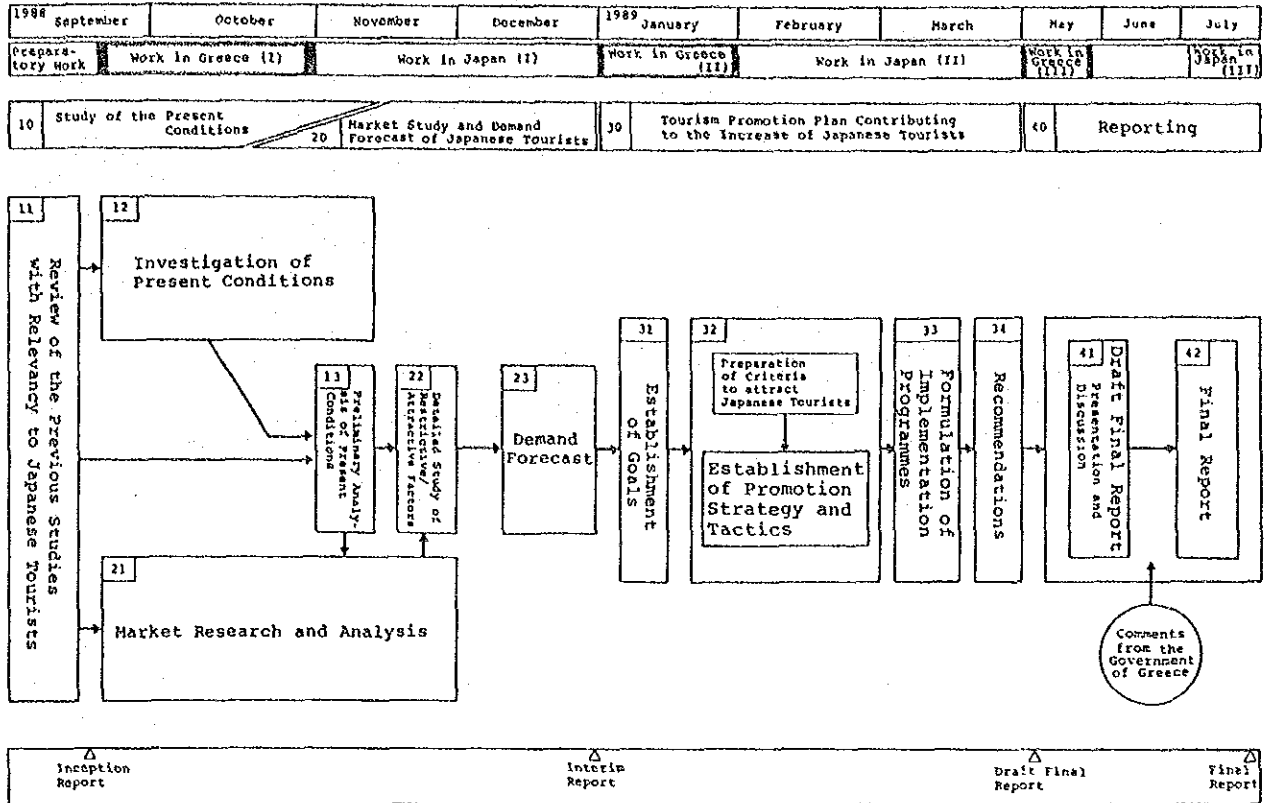 1988
September
October
November
December
1989
January
February
March
May
June
July
Prepara-
tory Work
Work in Greece (I)
Work in Japan (I)
Work in Greece
(II)
Work in Japan (II)
Work in
Greece
(III)
Work in
Japan
(III)
10
Study of the Present
Conditions
20
Market Study and Demand
Forecast of Japanese Tourists
30
Tourism Promotion Plan Contributing
to the Increase of Japanese Tourists
40
Reporting
11
Review of the Previous Studies
with Relevancy to Japanese Tourists
12
Investigation of
Present Conditions
13
Preliminary Analy-
sis of Present
Conditions
22
Detailed Study of
Restrictive/
Attractive Factors
23
Demand
Forecast
21
Market Research and Analysis
31
Establishment
of Goals
32
Preparation
of Criteria
to attract
Japanese Tourists
Establishment
of Promotion
Strategy and
Tactics
33
Formulation of
Implementation
Programmes
34
Recommendations
41
Draft Final Report
Presentation and
Discussion
42
Final Report
Comments
from the
Government
of Greece
Inception
Report
Interim
Report
Draft Final
Report
Final
Report